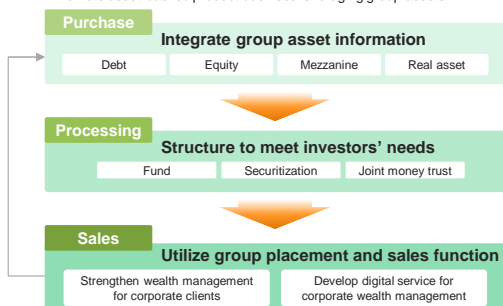 Purchase
Integrate group asset information
Debt
Equity
Mezzanine
Real asset
Processing
Structure to meet investors' needs
Fund
Securitization
Joint money trust
Sales
Utilize group placement and sales function
Strengthen wealth management
for corporate clients
Develop digital service for
corporate wealth management